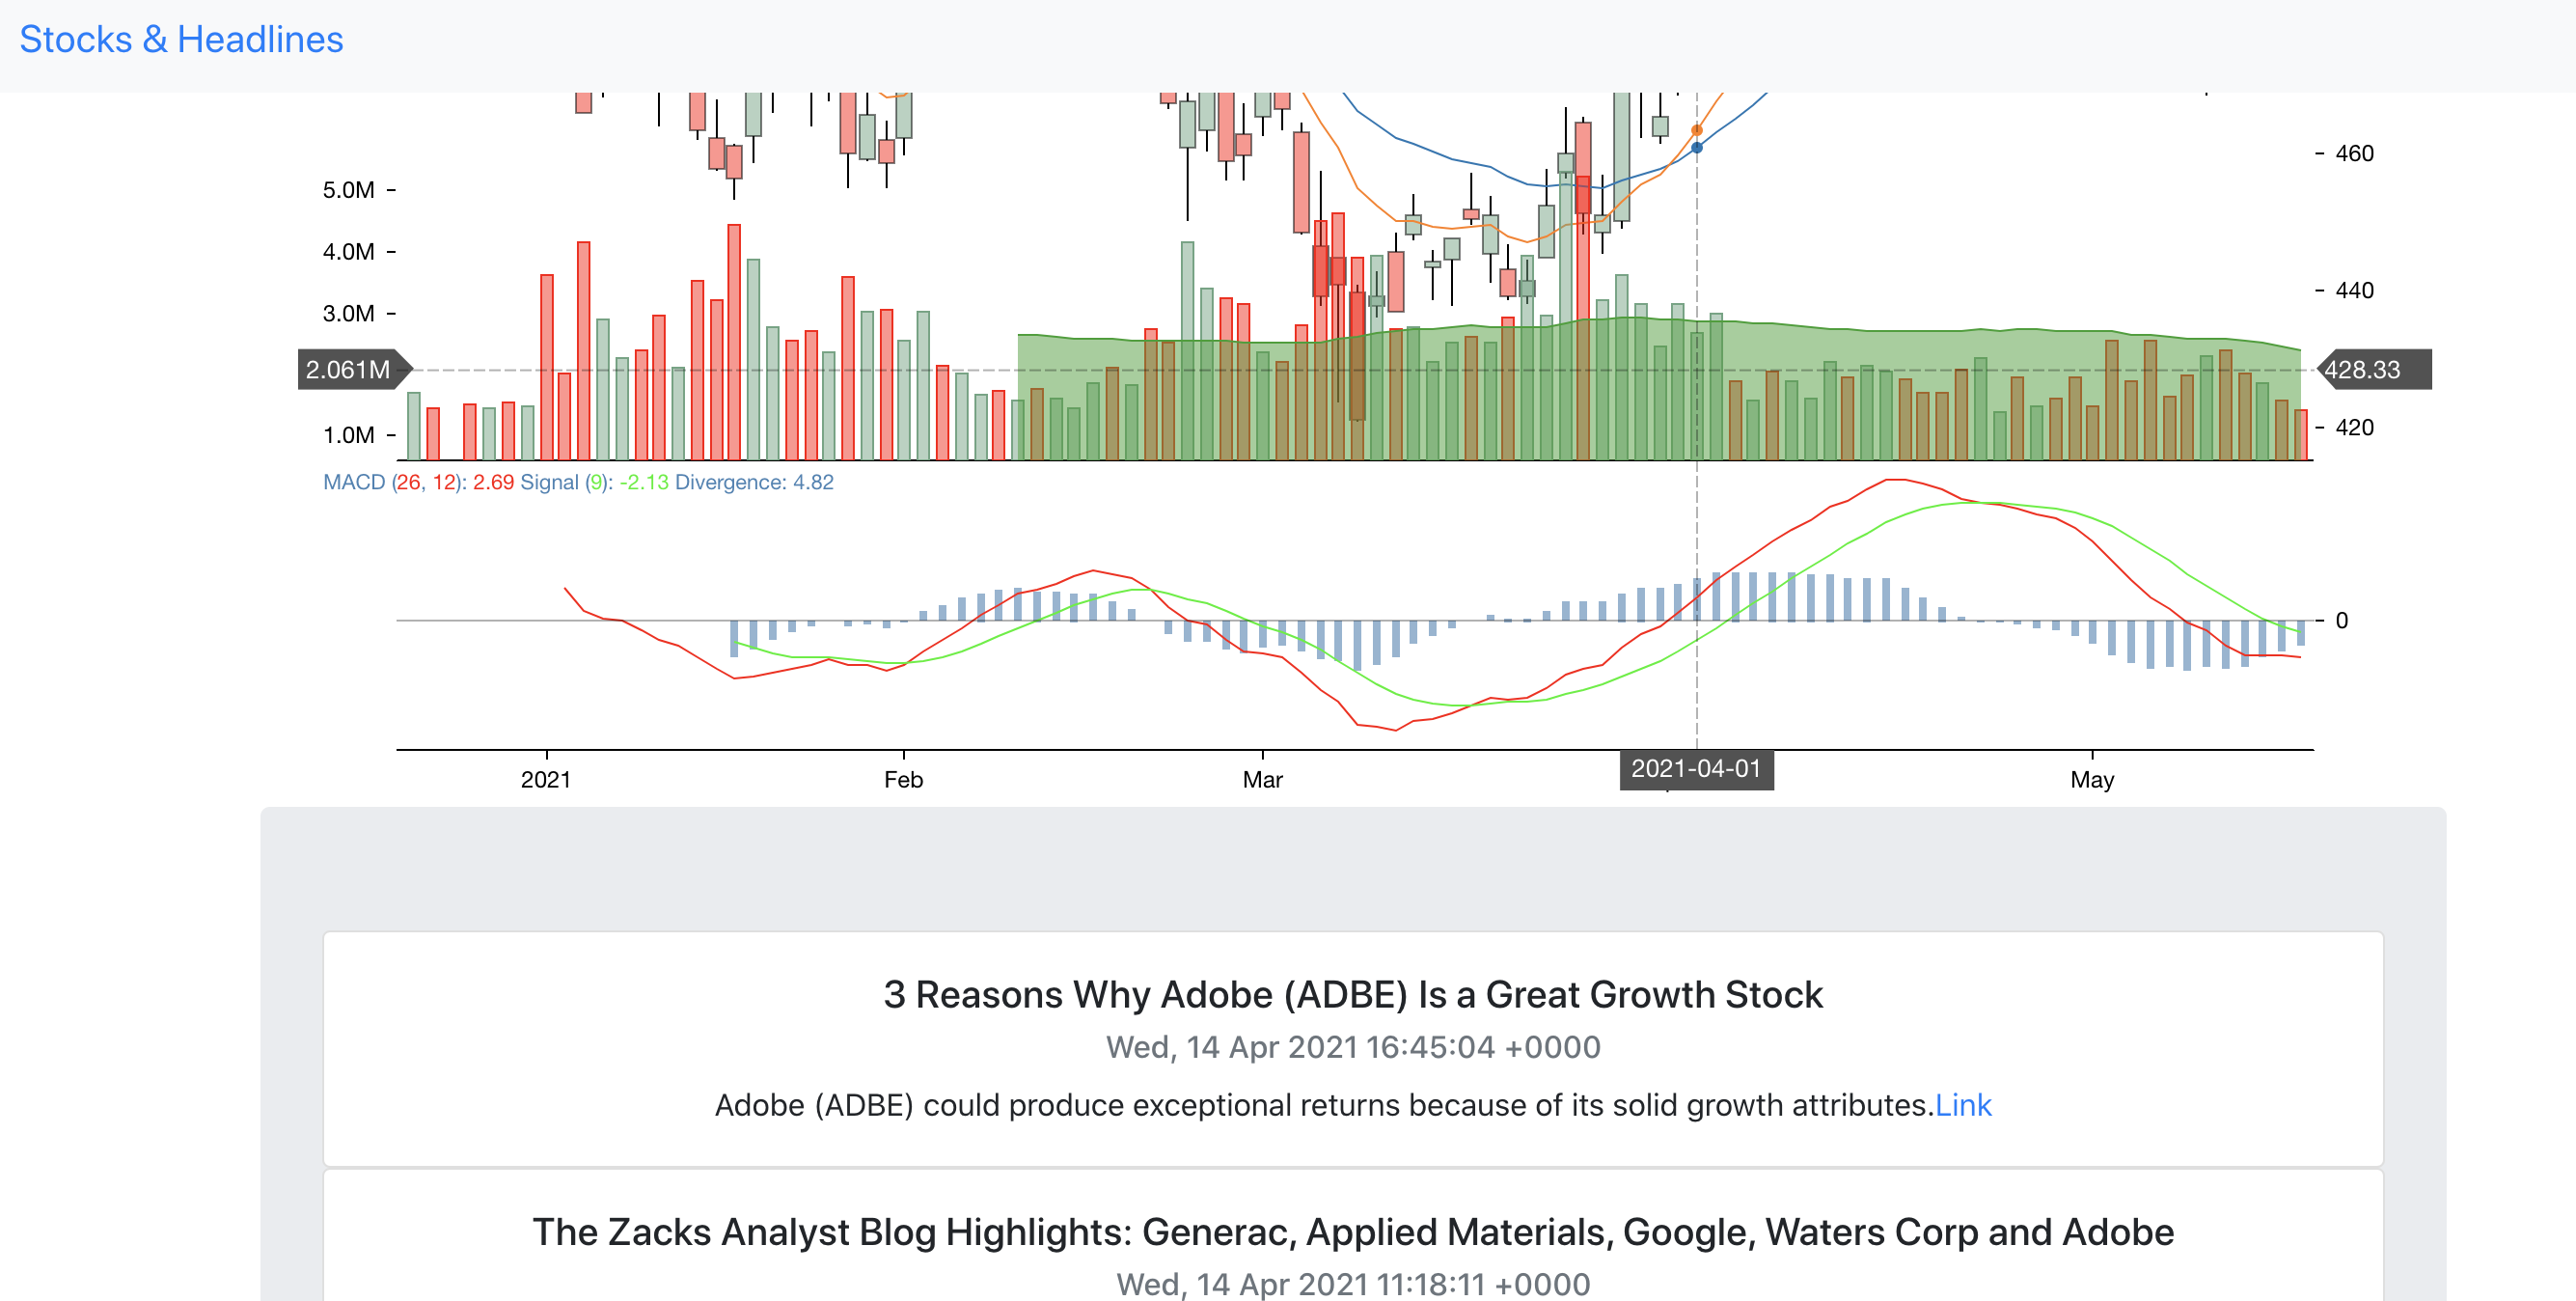 Stocks & Headlines
460
5.0M
4.0M
440
3.0M
2.061M
428.33
1.0M
420
MACD (26, 12): 2.69 Signal (9): -2.13 Divergence: 4.82
0
2021-04-01
2021 Feb Mar May
3 Reasons Why Adobe (ADBE) Is a Great Growth Stock
Wed, 14 Apr 2021 16:45:04 +0000
Adobe (ADBE) could produce exceptional returns because of its solid growth attributes.Link
The Zacks Analyst Blog Highlights: Generac, Applied Materials, Google, Waters Corp and Adobe
Wed, 14 Apr 2021 11:18:11 +0000